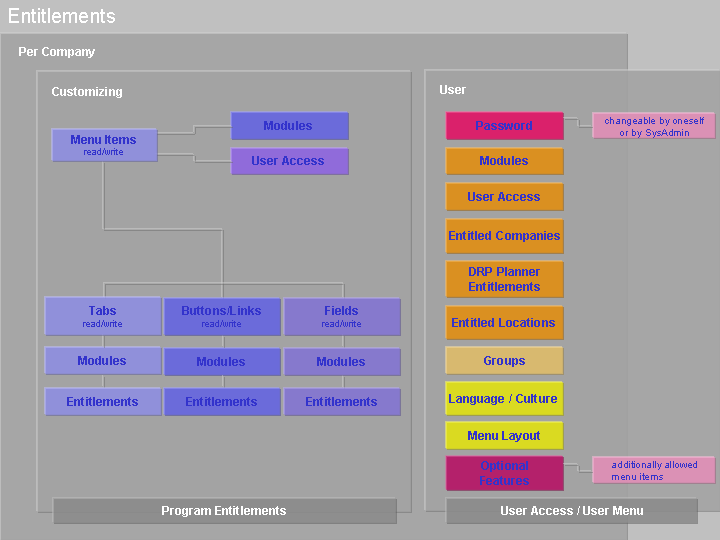 Entitlements
Per Company
Customizing
Menu Items
read/write
Modules
User Access
Tabs
read/write
Buttons/Links
read/write
Fields
read/write
Modules
Modules
Modules
Entitlements
Entitlements
Entitlements
Program Entitlements
User
Password
changeable by oneself
or by SysAdmin
Modules
User Access
Entitled Companies
DRP Planner
Entitlements
Entitled Locations
Groups
Language / Culture
Menu Layout
Optional
Features
additionally allowed
menu items
User Access / User Menu